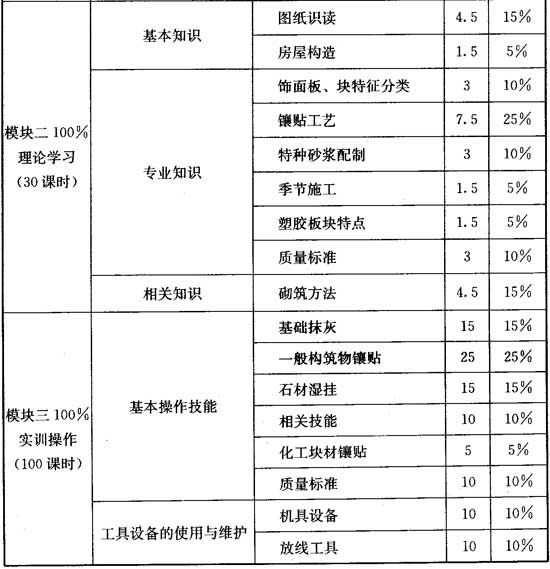 模块二 100%
理论学习
(30 课时)
基本知识
图纸识读 4.5 15%
房屋构造 1.5 5%
专业知识
饰面板、块特征分类 3 10%
镶贴工艺 7.5 25%
特种砂浆配制 3 10%
季节施工 1.5 5%
塑胶板块特点 1.5 5%
质量标准 3 10%
相关知识
砌筑方法 4.5 15%
模块三 100%
实训操作
(100 课时)
基本操作技能
基础抹灰 15 15%
一般构筑物镶贴 25 25%
石材湿挂 15 15%
相关技能 10 10%
化工块材镶贴 5 5%
质量标准 10 10%
工具设备的使用与维护
机具设备 10 10%
放线工具 10 10%